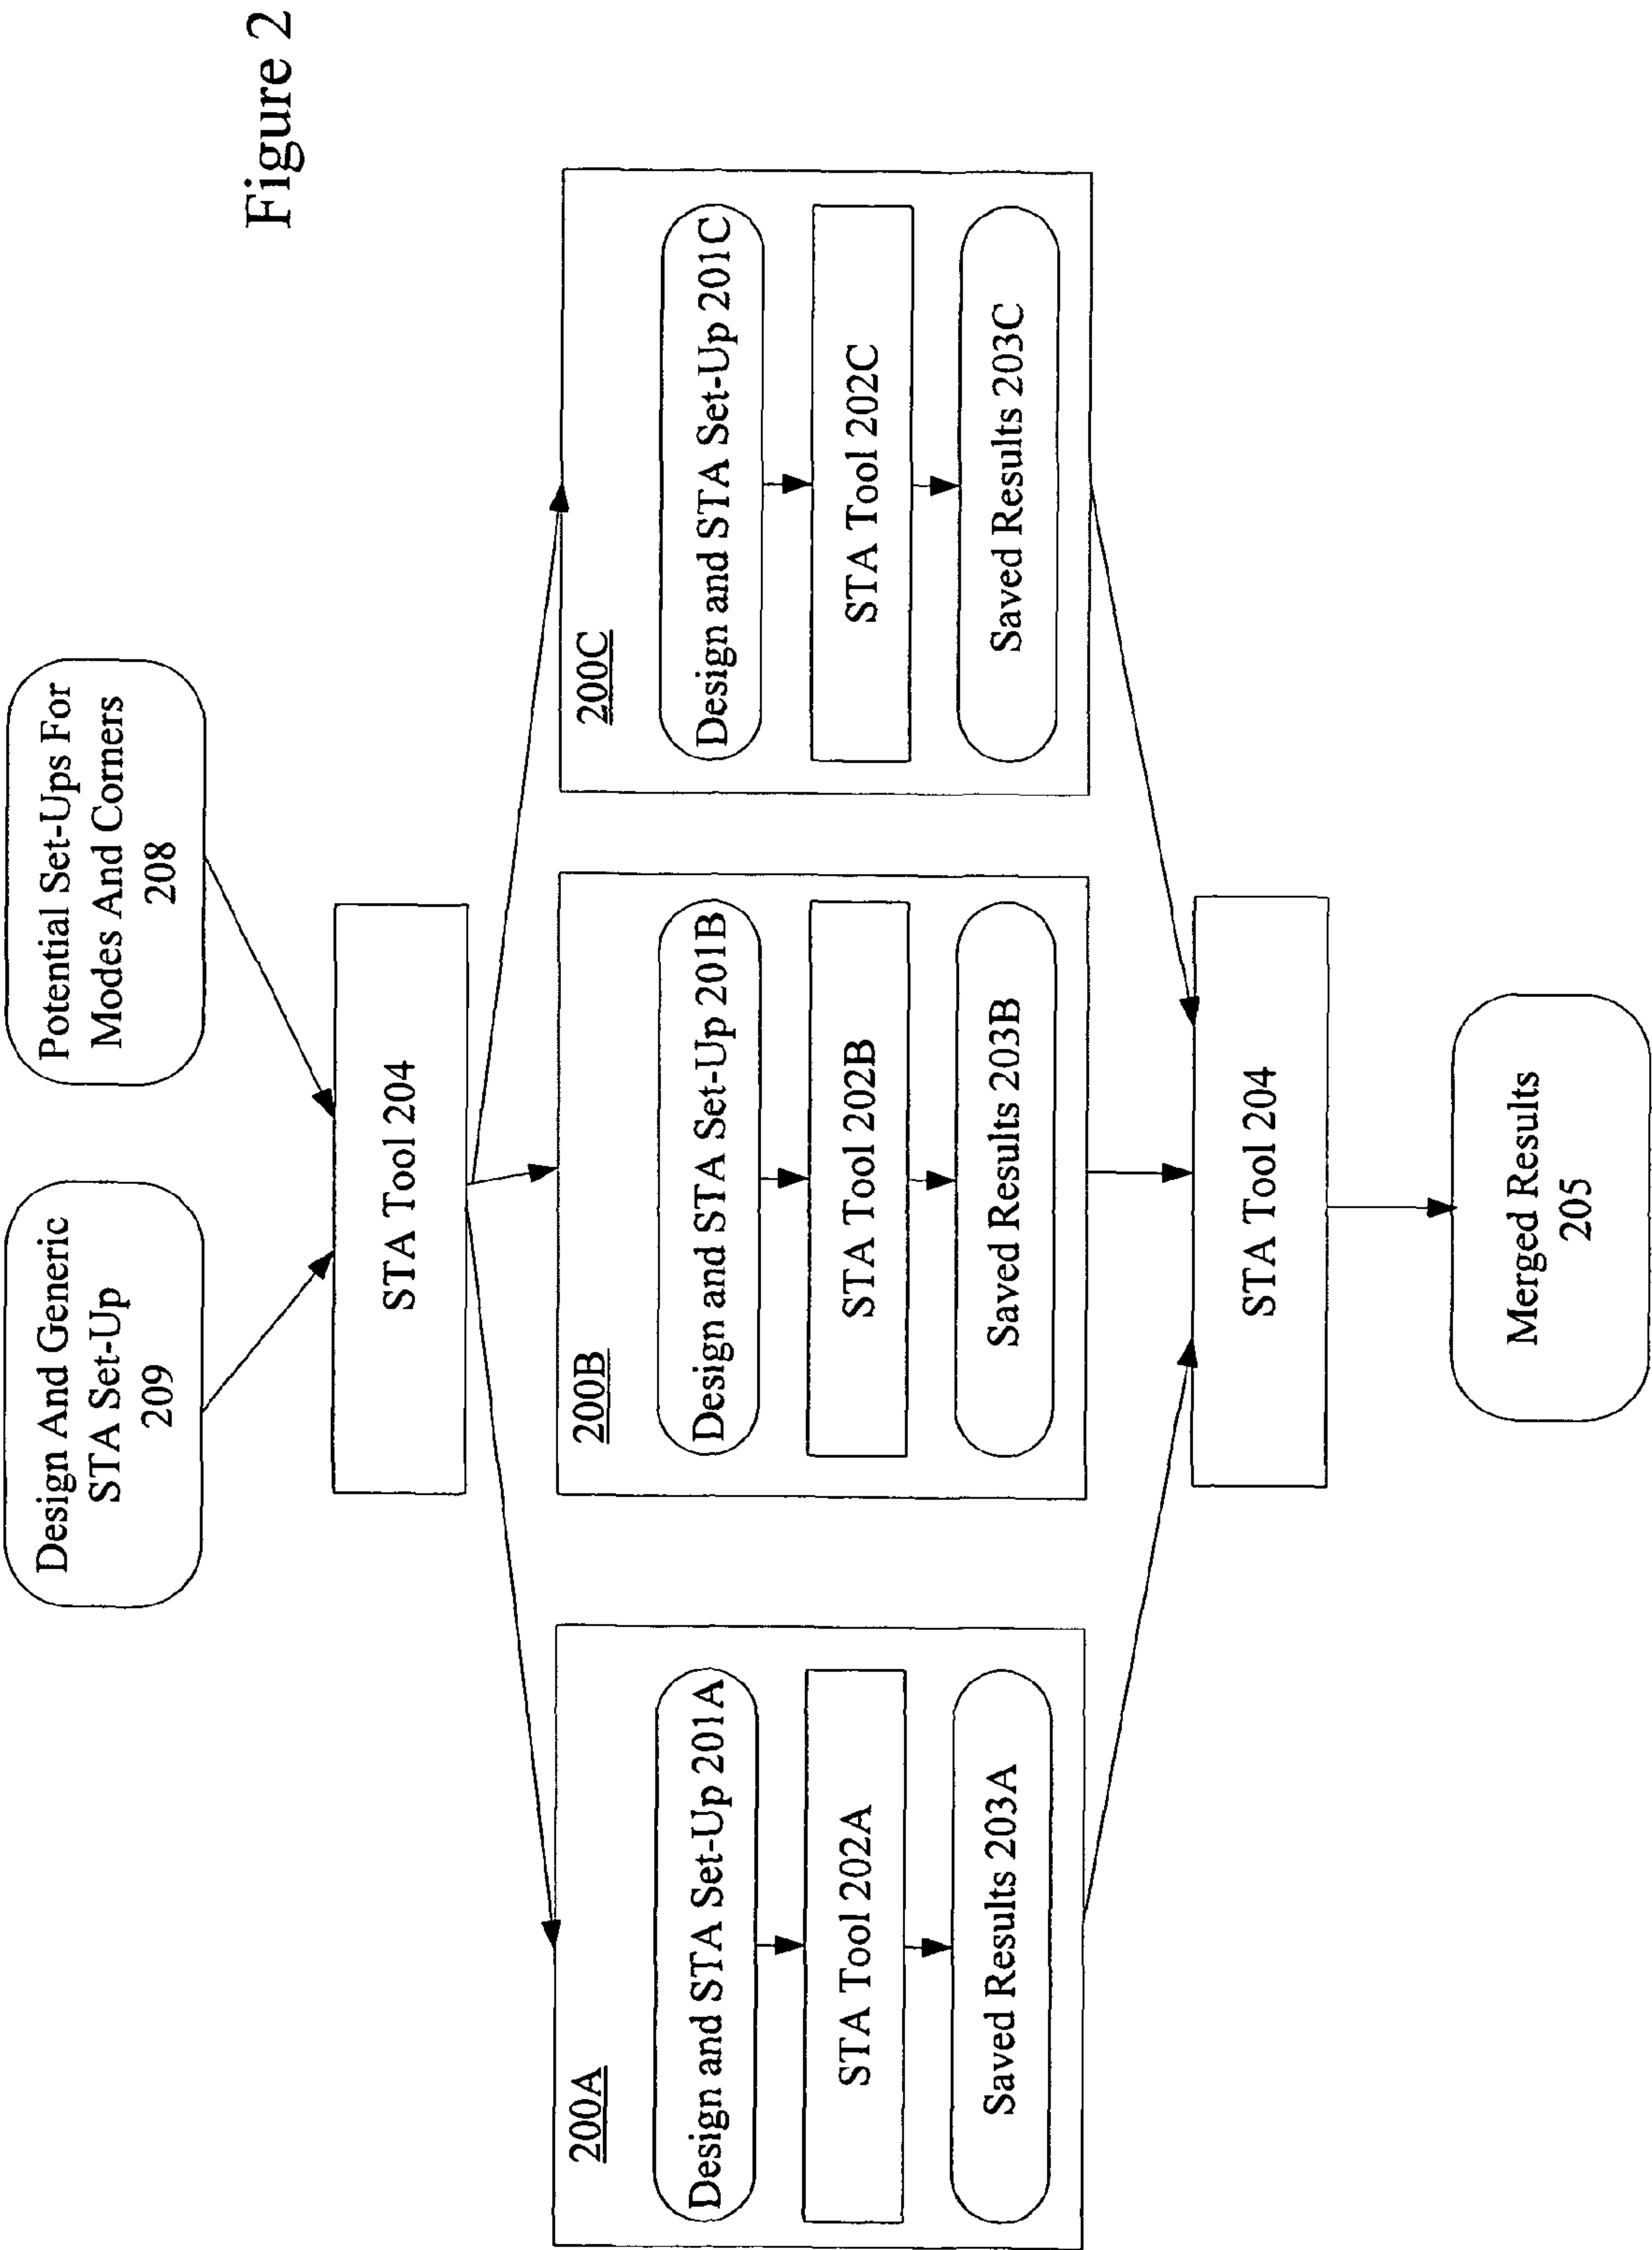 Figure 2
Design And Generic
STA Set-Up
209
Potential Set-Ups For
Modes And Corners
208
STA Tool 204
200A
Design and STA Set-Up 201A
STA Tool 202A
Saved Results 203A
200B
Design and STA Set-Up 201B
STA Tool 202B
Saved Results 203B
200C
Design and STA Set-Up 201C
STA Tool 202C
Saved Results 203C
STA Tool 204
Merged Results
205